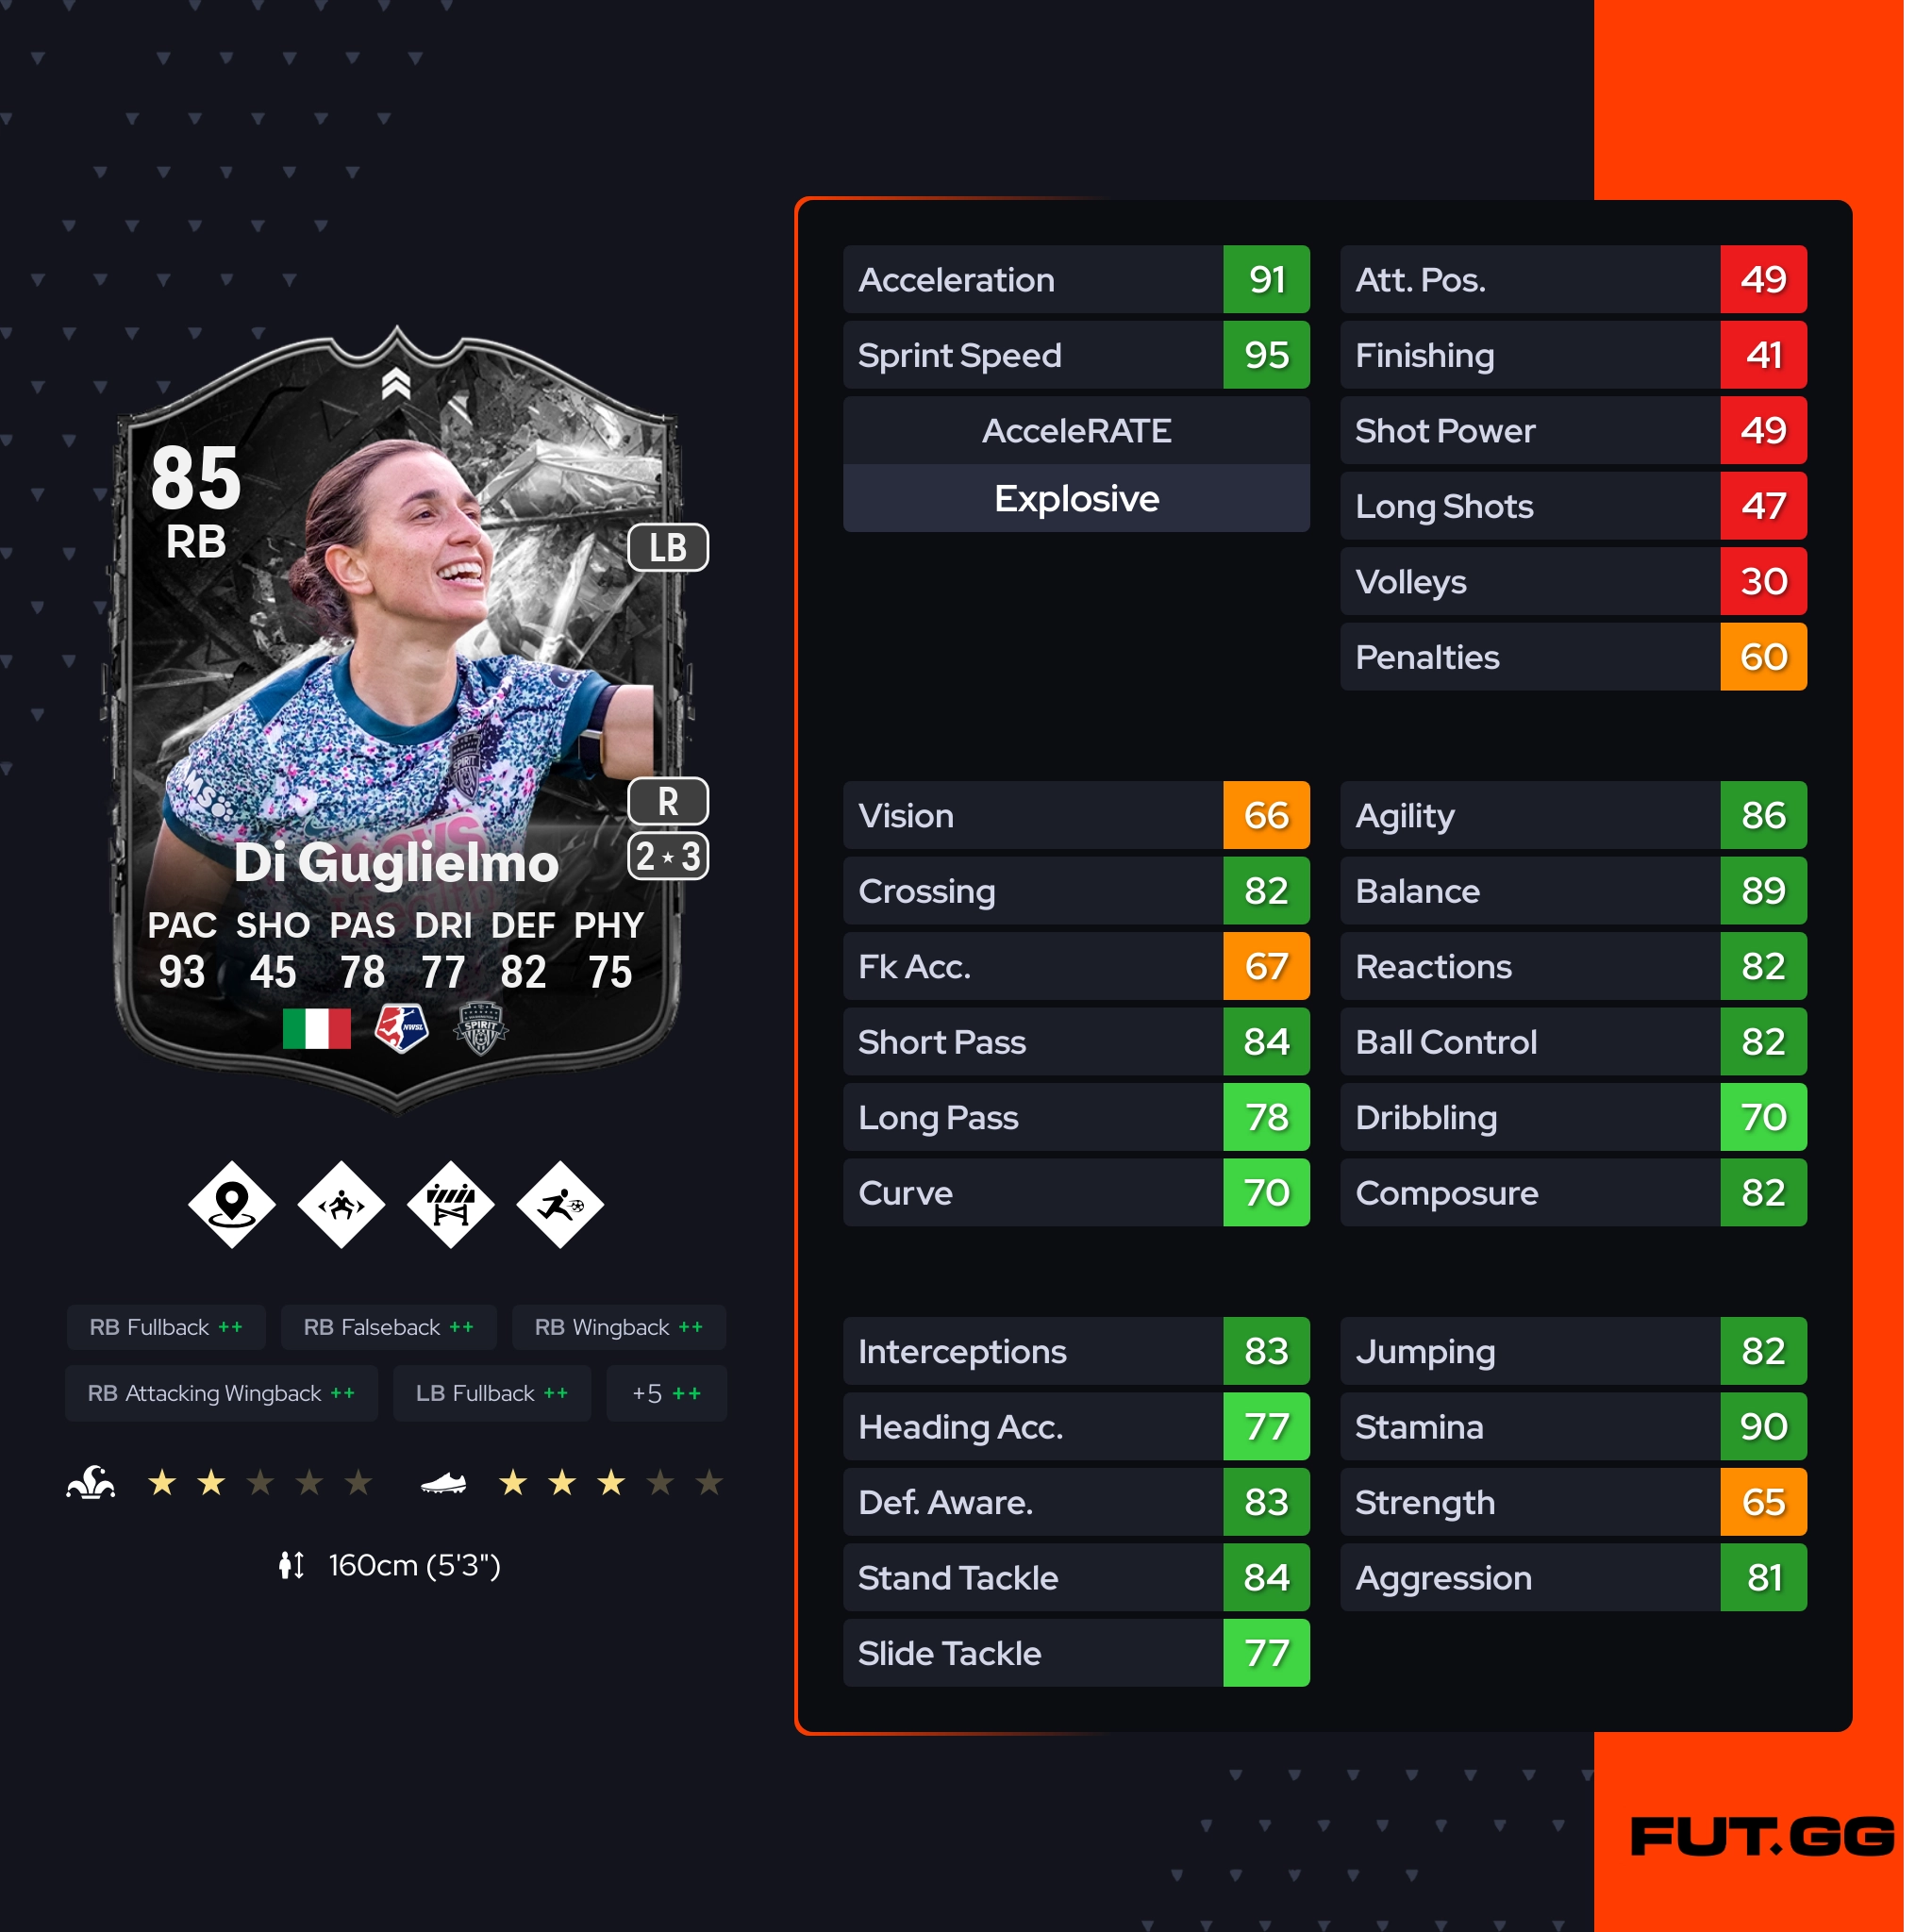 85
RB
LB
R
2 ★ 3
Di Guglielmo
PAC SHO PAS DRI DEF PHY
93 45 78 77 82 75
NWSL
SPIRIT
SPIRIT
RB Fullback ++
RB Falseback ++
RB Wingback ++
RB Attacking Wingback ++
LB Fullback ++
+5 ++
160cm (5'3")
Acceleration 91
Sprint Speed 95
AcceleRATE
Explosive
Att. Pos. 49
Finishing 41
Shot Power 49
Long Shots 47
Volleys 30
Penalties 60
Vision 66
Crossing 82
Fk Acc. 67
Short Pass 84
Long Pass 78
Curve 70
Agility 86
Balance 89
Reactions 82
Ball Control 82
Dribbling 70
Composure 82
Interceptions 83
Heading Acc. 77
Def. Aware. 83
Stand Tackle 84
Slide Tackle 77
Jumping 82
Stamina 90
Strength 65
Aggression 81
FUT.GG